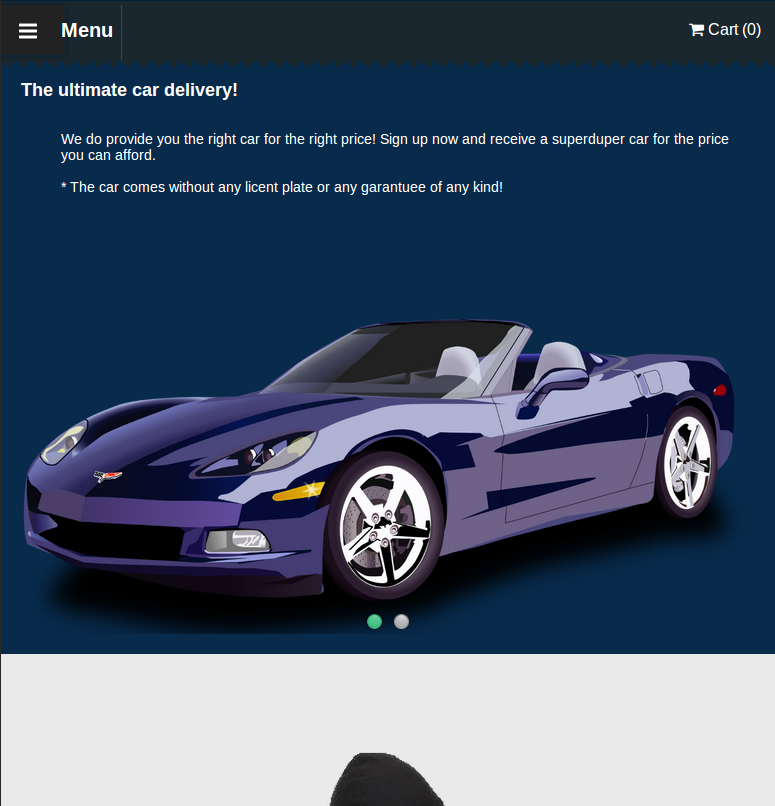 Menu
Cart (0)
The ultimate car delivery!
We do provide you the right car for the right price! Sign up now and receive a superduper car for the price
you can afford.
* The car comes without any licent plate or any garantuee of any kind!